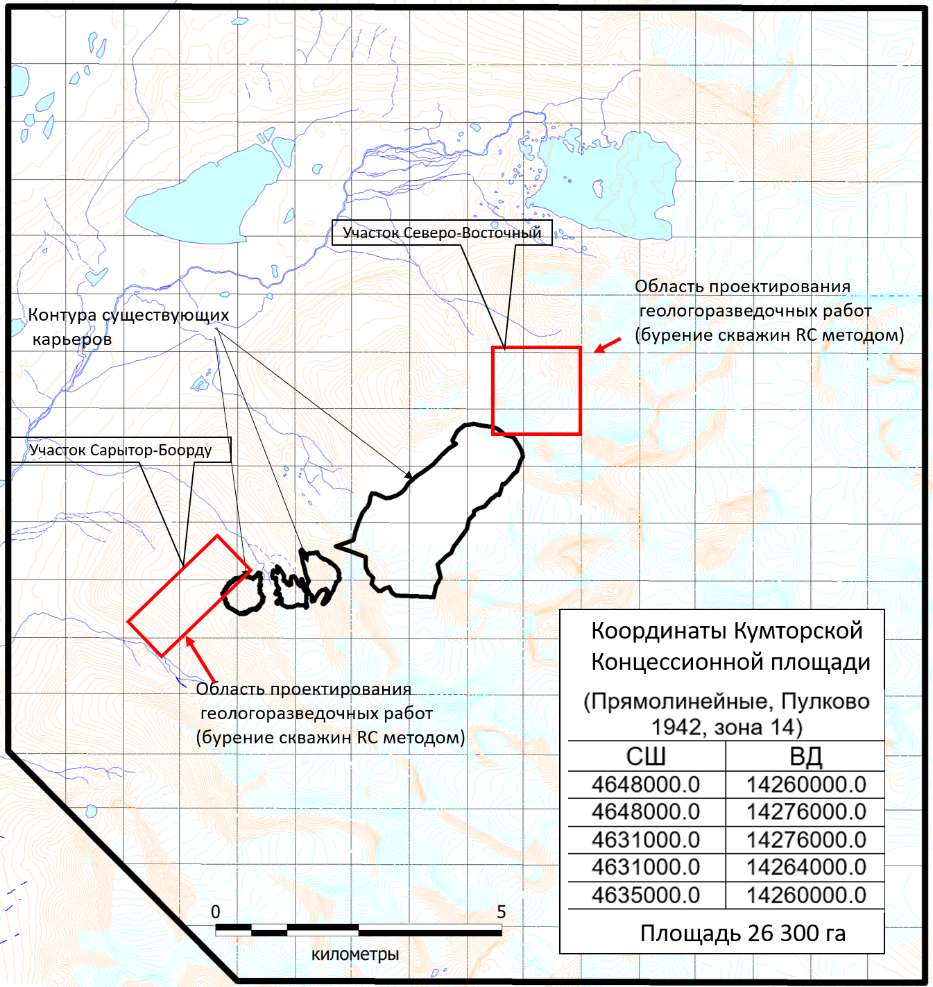 Участок Северо-Восточный
Область проектирования
геологоразведочных работ
(бурение скважин RC методом)
Контура существующих
карьеров
Участок Сарытор-Боорду
Область проектирования
геологоразведочных работ
(бурение скважин RC методом)
Координаты Кумторской
Концессионной площади
(Прямолинейные, Пулково
1942, зона 14)
СШ ВД
4648000.0 14260000.0
4648000.0 14276000.0
4631000.0 14276000.0
4631000.0 14264000.0
4635000.0 14260000.0
Площадь 26 300 га
0 5
километры